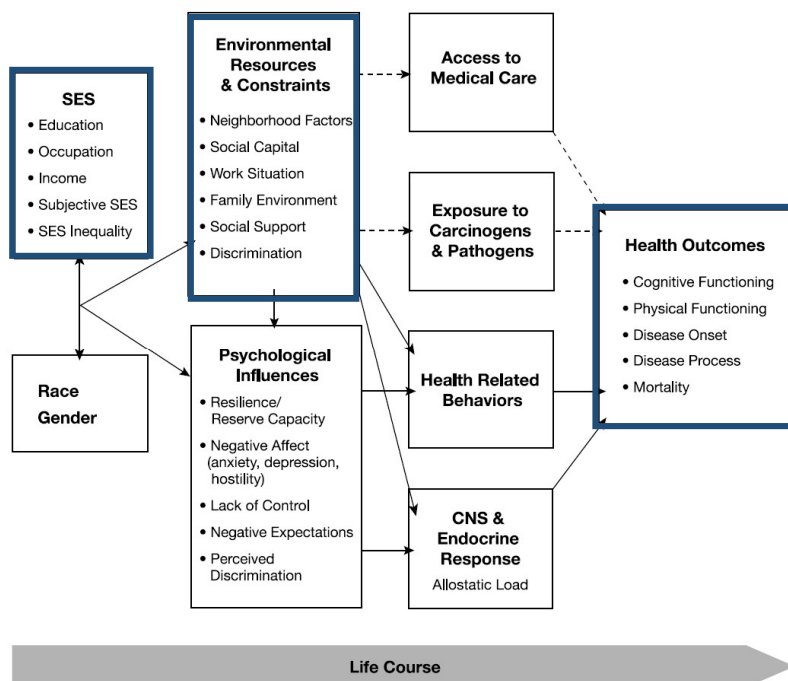 SES
• Education
• Occupation
• Income
• Subjective SES
• SES Inequality
Race
Gender
Environmental
Resources
& Constraints
• Neighborhood Factors
• Social Capital
• Work Situation
• Family Environment
• Social Support
• Discrimination
Psychological
Influences
• Resilience/
Reserve Capacity
• Negative Affect
(anxiety, depression,
hostility)
• Lack of Control
• Negative Expectations
• Perceived
Discrimination
Access to
Medical Care
Exposure to
Carcinogens
& Pathogens
Health Related
Behaviors
CNS &
Endocrine
Response
Allostatic Load
Health Outcomes
• Cognitive Functioning
• Physical Functioning
• Disease Onset
• Disease Process
• Mortality
Life Course